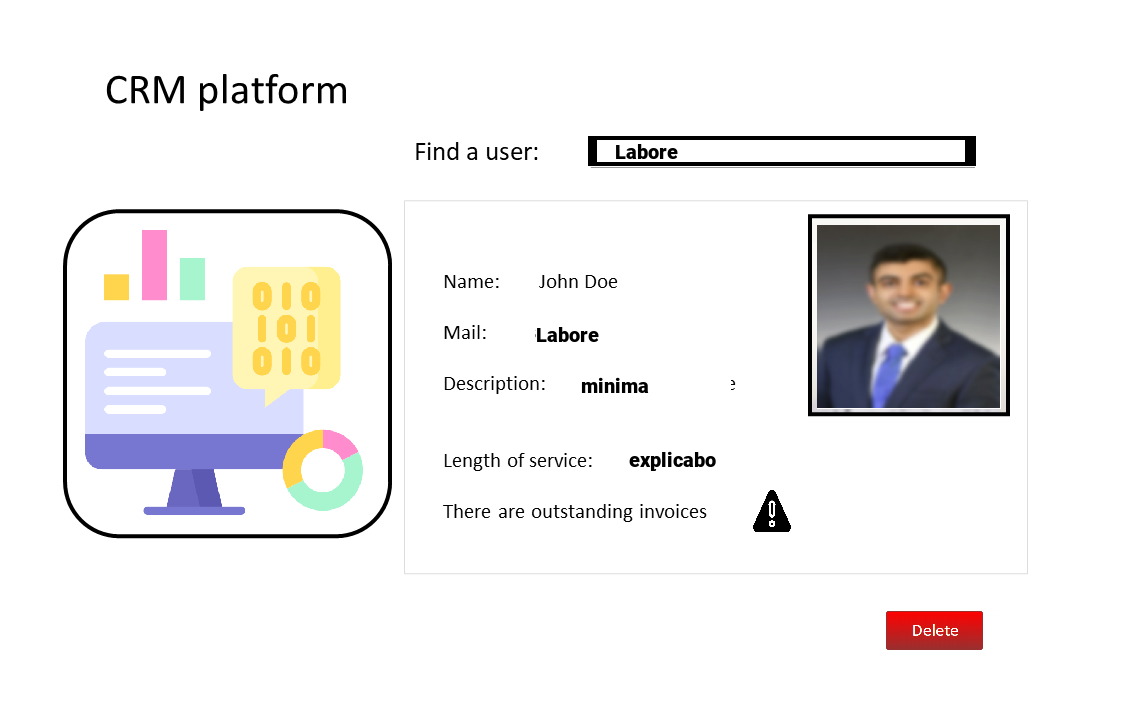 CRM platform
Find a user: Labore
Name: John Doe
Mail: Labore
Description: minima e
Length of service: explicabo
There are outstanding invoices
010
101
010
Delete